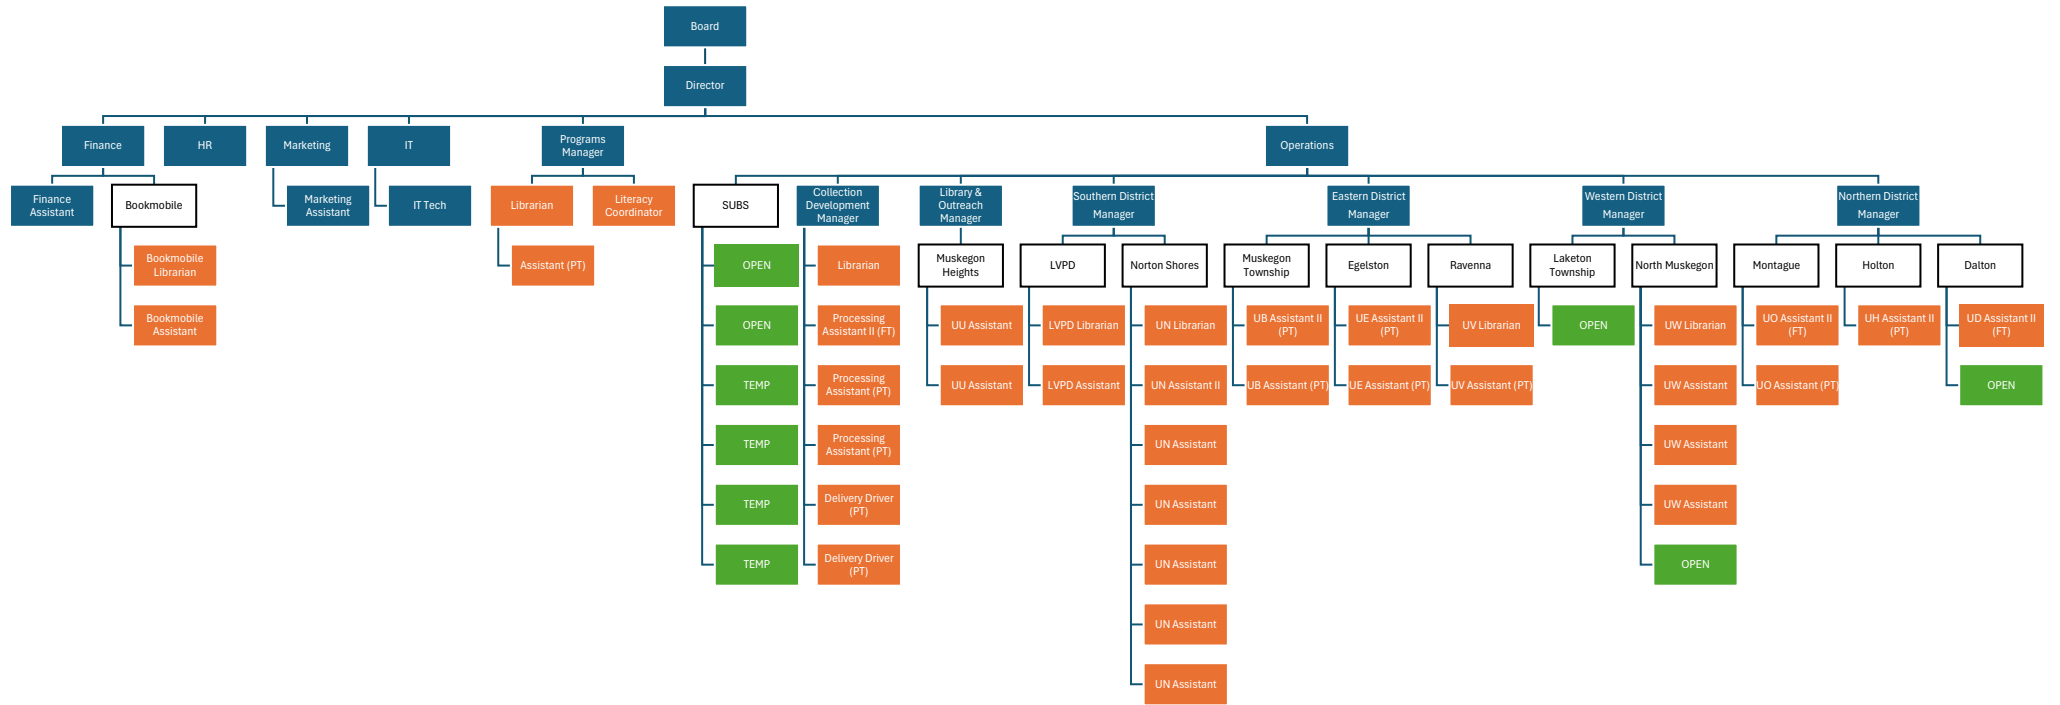 Board
Director
Finance
HR
Marketing
IT
Programs
Manager
Operations
Finance
Assistant
Bookmobile
Marketing
Assistant
IT Tech
Librarian
Literacy
Coordinator
SUBS
Collection
Development
Manager
Library &
Outreach
Manager
Southern District
Manager
Eastern District
Manager
Western District
Manager
Northern District
Manager
Bookmobile
Librarian
Assistant (PT)
OPEN
Librarian
Muskegon
Heights
LVPD
Norton Shores
Muskegon
Township
Egelston
Ravenna
Laketon
Township
North Muskegon
Montague
Holton
Dalton
Bookmobile
Assistant
OPEN
Processing
Assistant II (FT)
UU Assistant
LVPD Librarian
UN Librarian
UB Assistant II
(PT)
UE Assistant II
(PT)
UV Librarian
OPEN
UW Librarian
UO Assistant II
(FT)
UH Assistant II
(PT)
UD Assistant II
(FT)
TEMP
Processing
Assistant (PT)
UU Assistant
LVPD Assistant
UN Assistant II
UB Assistant (PT)
UE Assistant (PT)
UV Assistant (PT)
UW Assistant
UO Assistant (PT)
OPEN
TEMP
Processing
Assistant (PT)
UN Assistant
UW Assistant
TEMP
Delivery Driver
(PT)
UN Assistant
UW Assistant
TEMP
Delivery Driver
(PT)
UN Assistant
OPEN
UN Assistant
UN Assistant